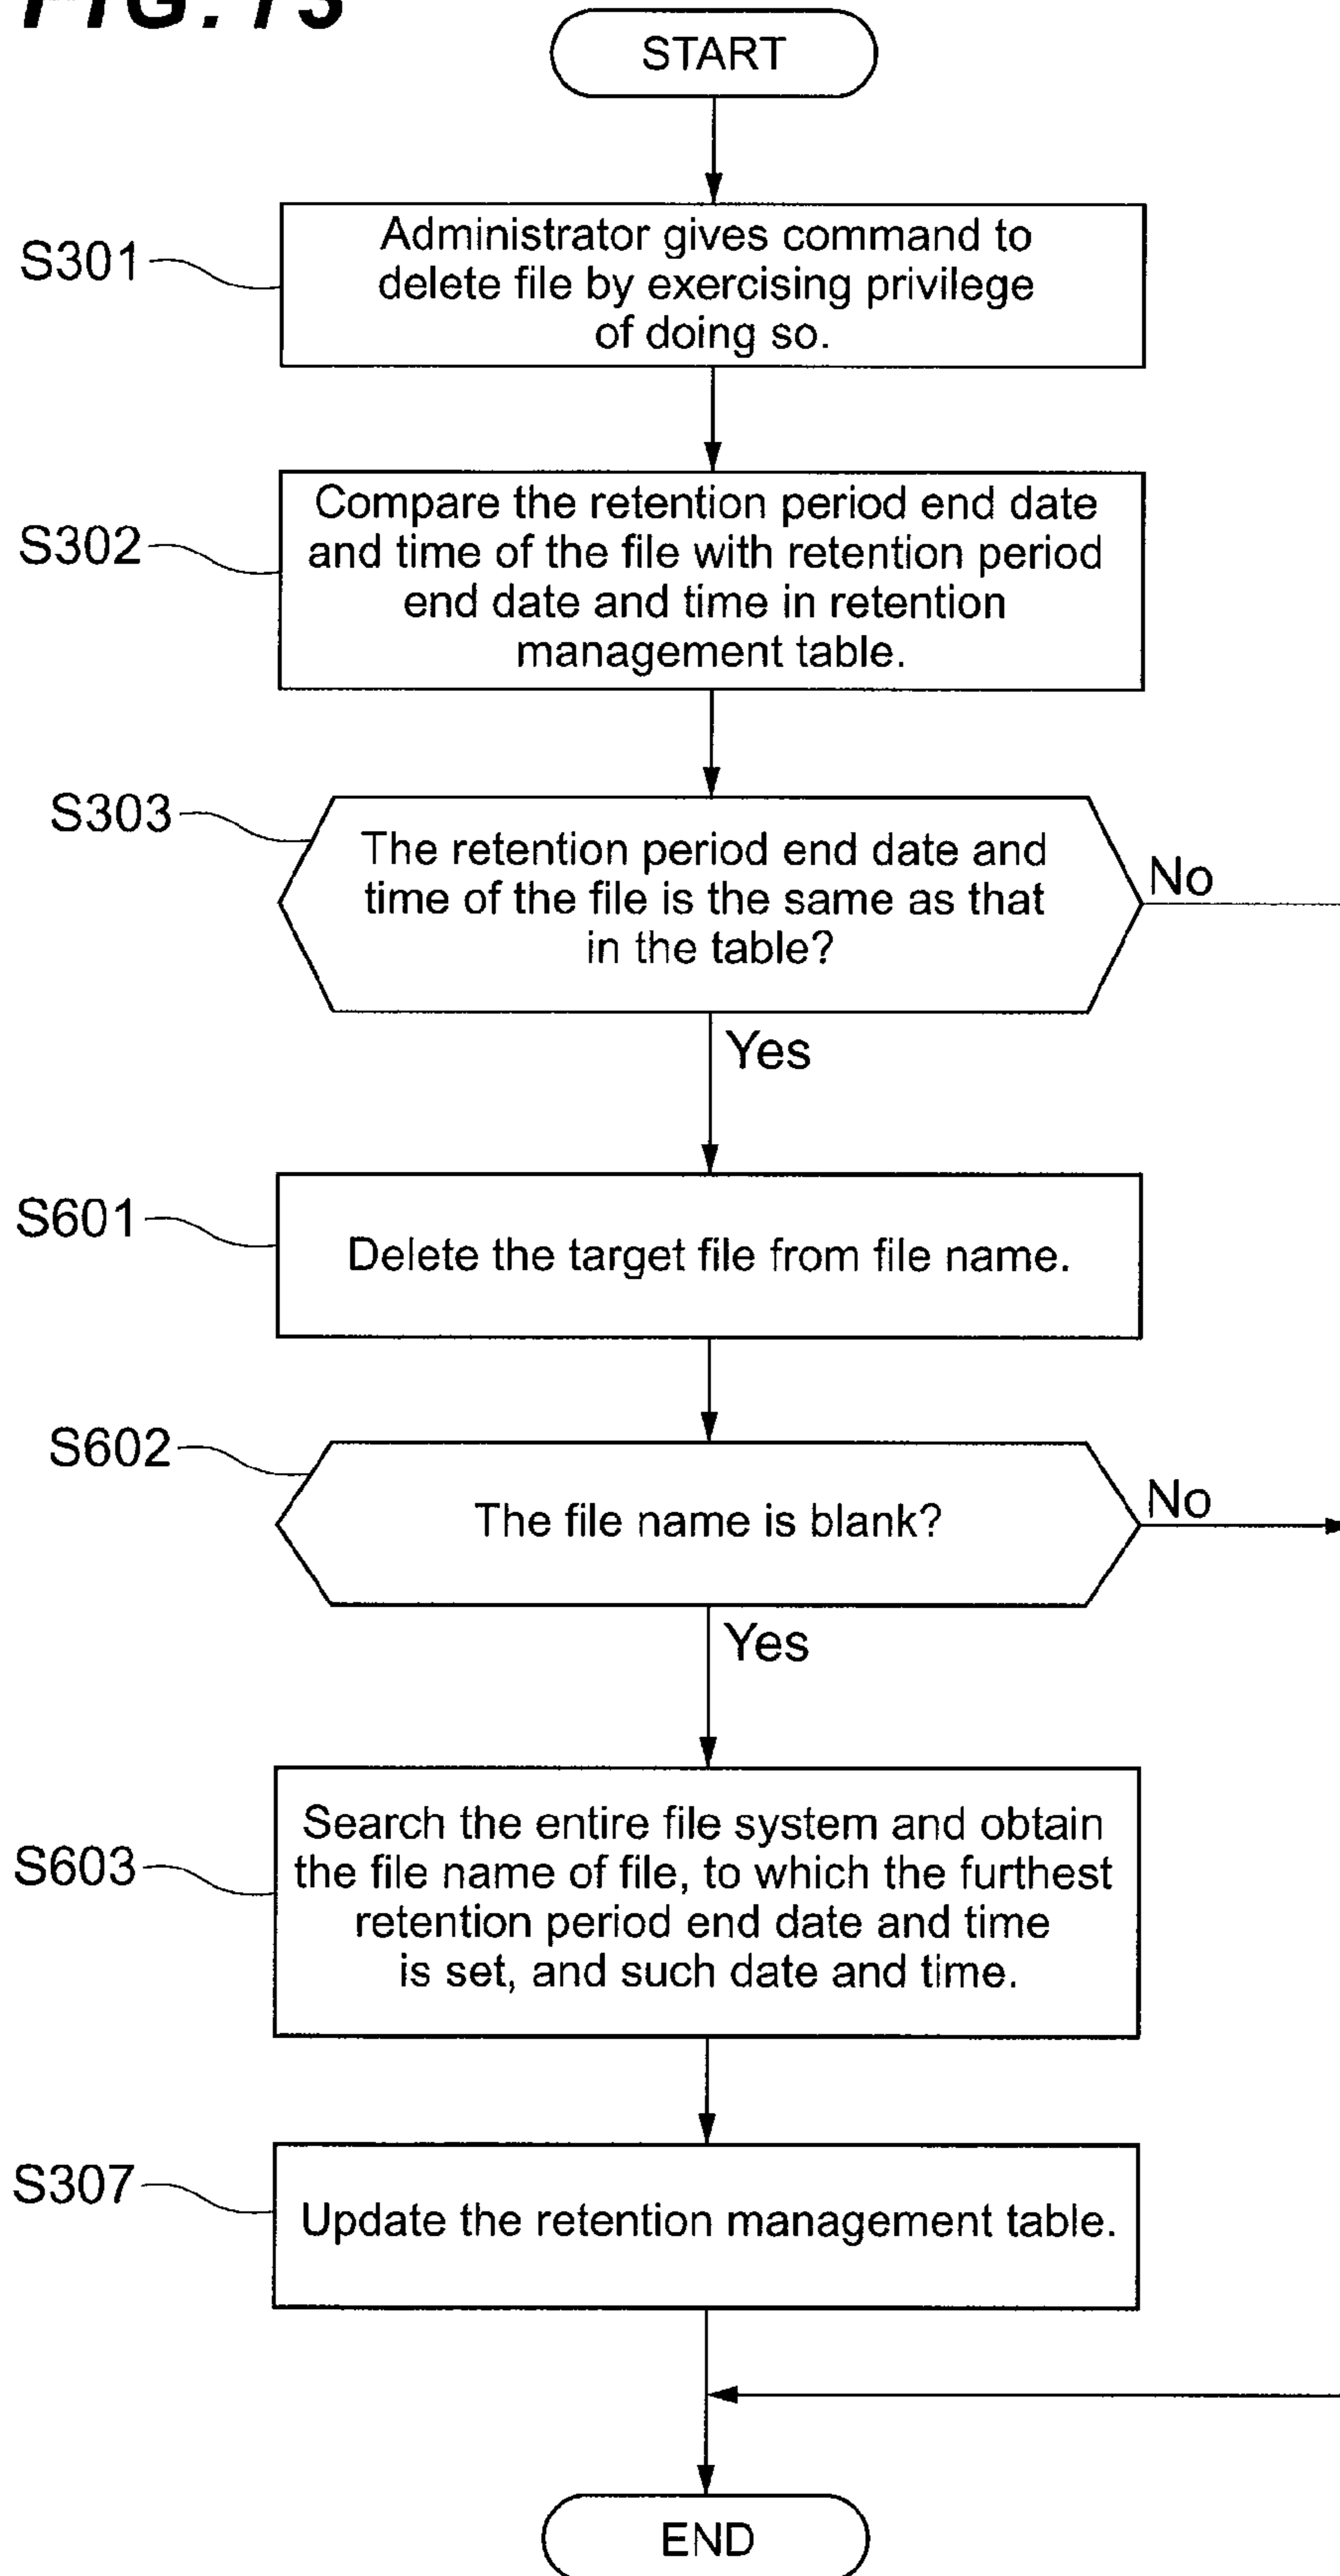 FIG. 13
START
S301
Administrator gives command to
delete file by exercising privilege
of doing so.
S302
Compare the retention period end date
and time of the file with retention period
end date and time in retention
management table.
S303
The retention period end date and
time of the file is the same as that
in the table?
No
Yes
S601
Delete the target file from file name.
S602
The file name is blank?
No
Yes
S603
Search the entire file system and obtain
the file name of file, to which the furthest
retention period end date and time
is set, and such date and time.
S307
Update the retention management table.
END